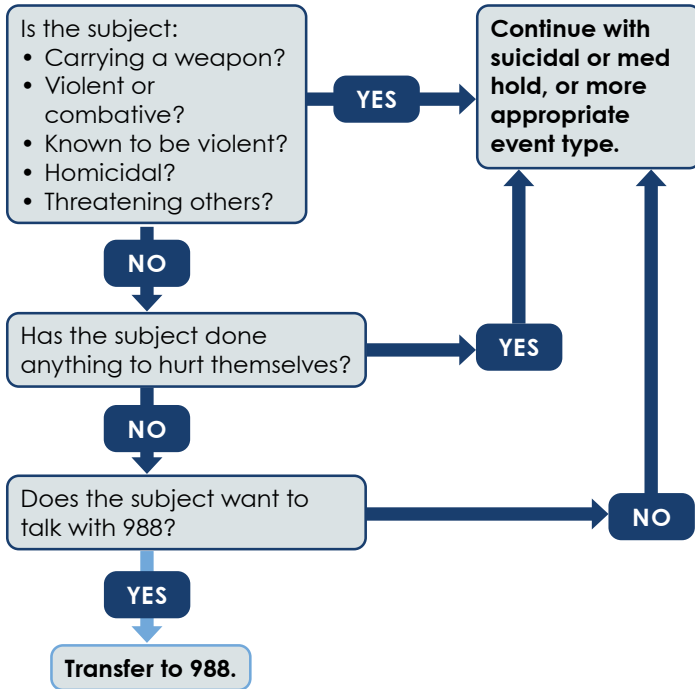 Is the subject:
• Carrying a weapon?
• Violent or
combative?
• Known to be violent?
• Homicidal?
• Threatening others?
YES
Continue with
suicidal or med
hold, or more
appropriate
event type.
NO
Has the subject done
anything to hurt themselves?
YES
NO
Does the subject want to
talk with 988?
NO
YES
Transfer to 988.